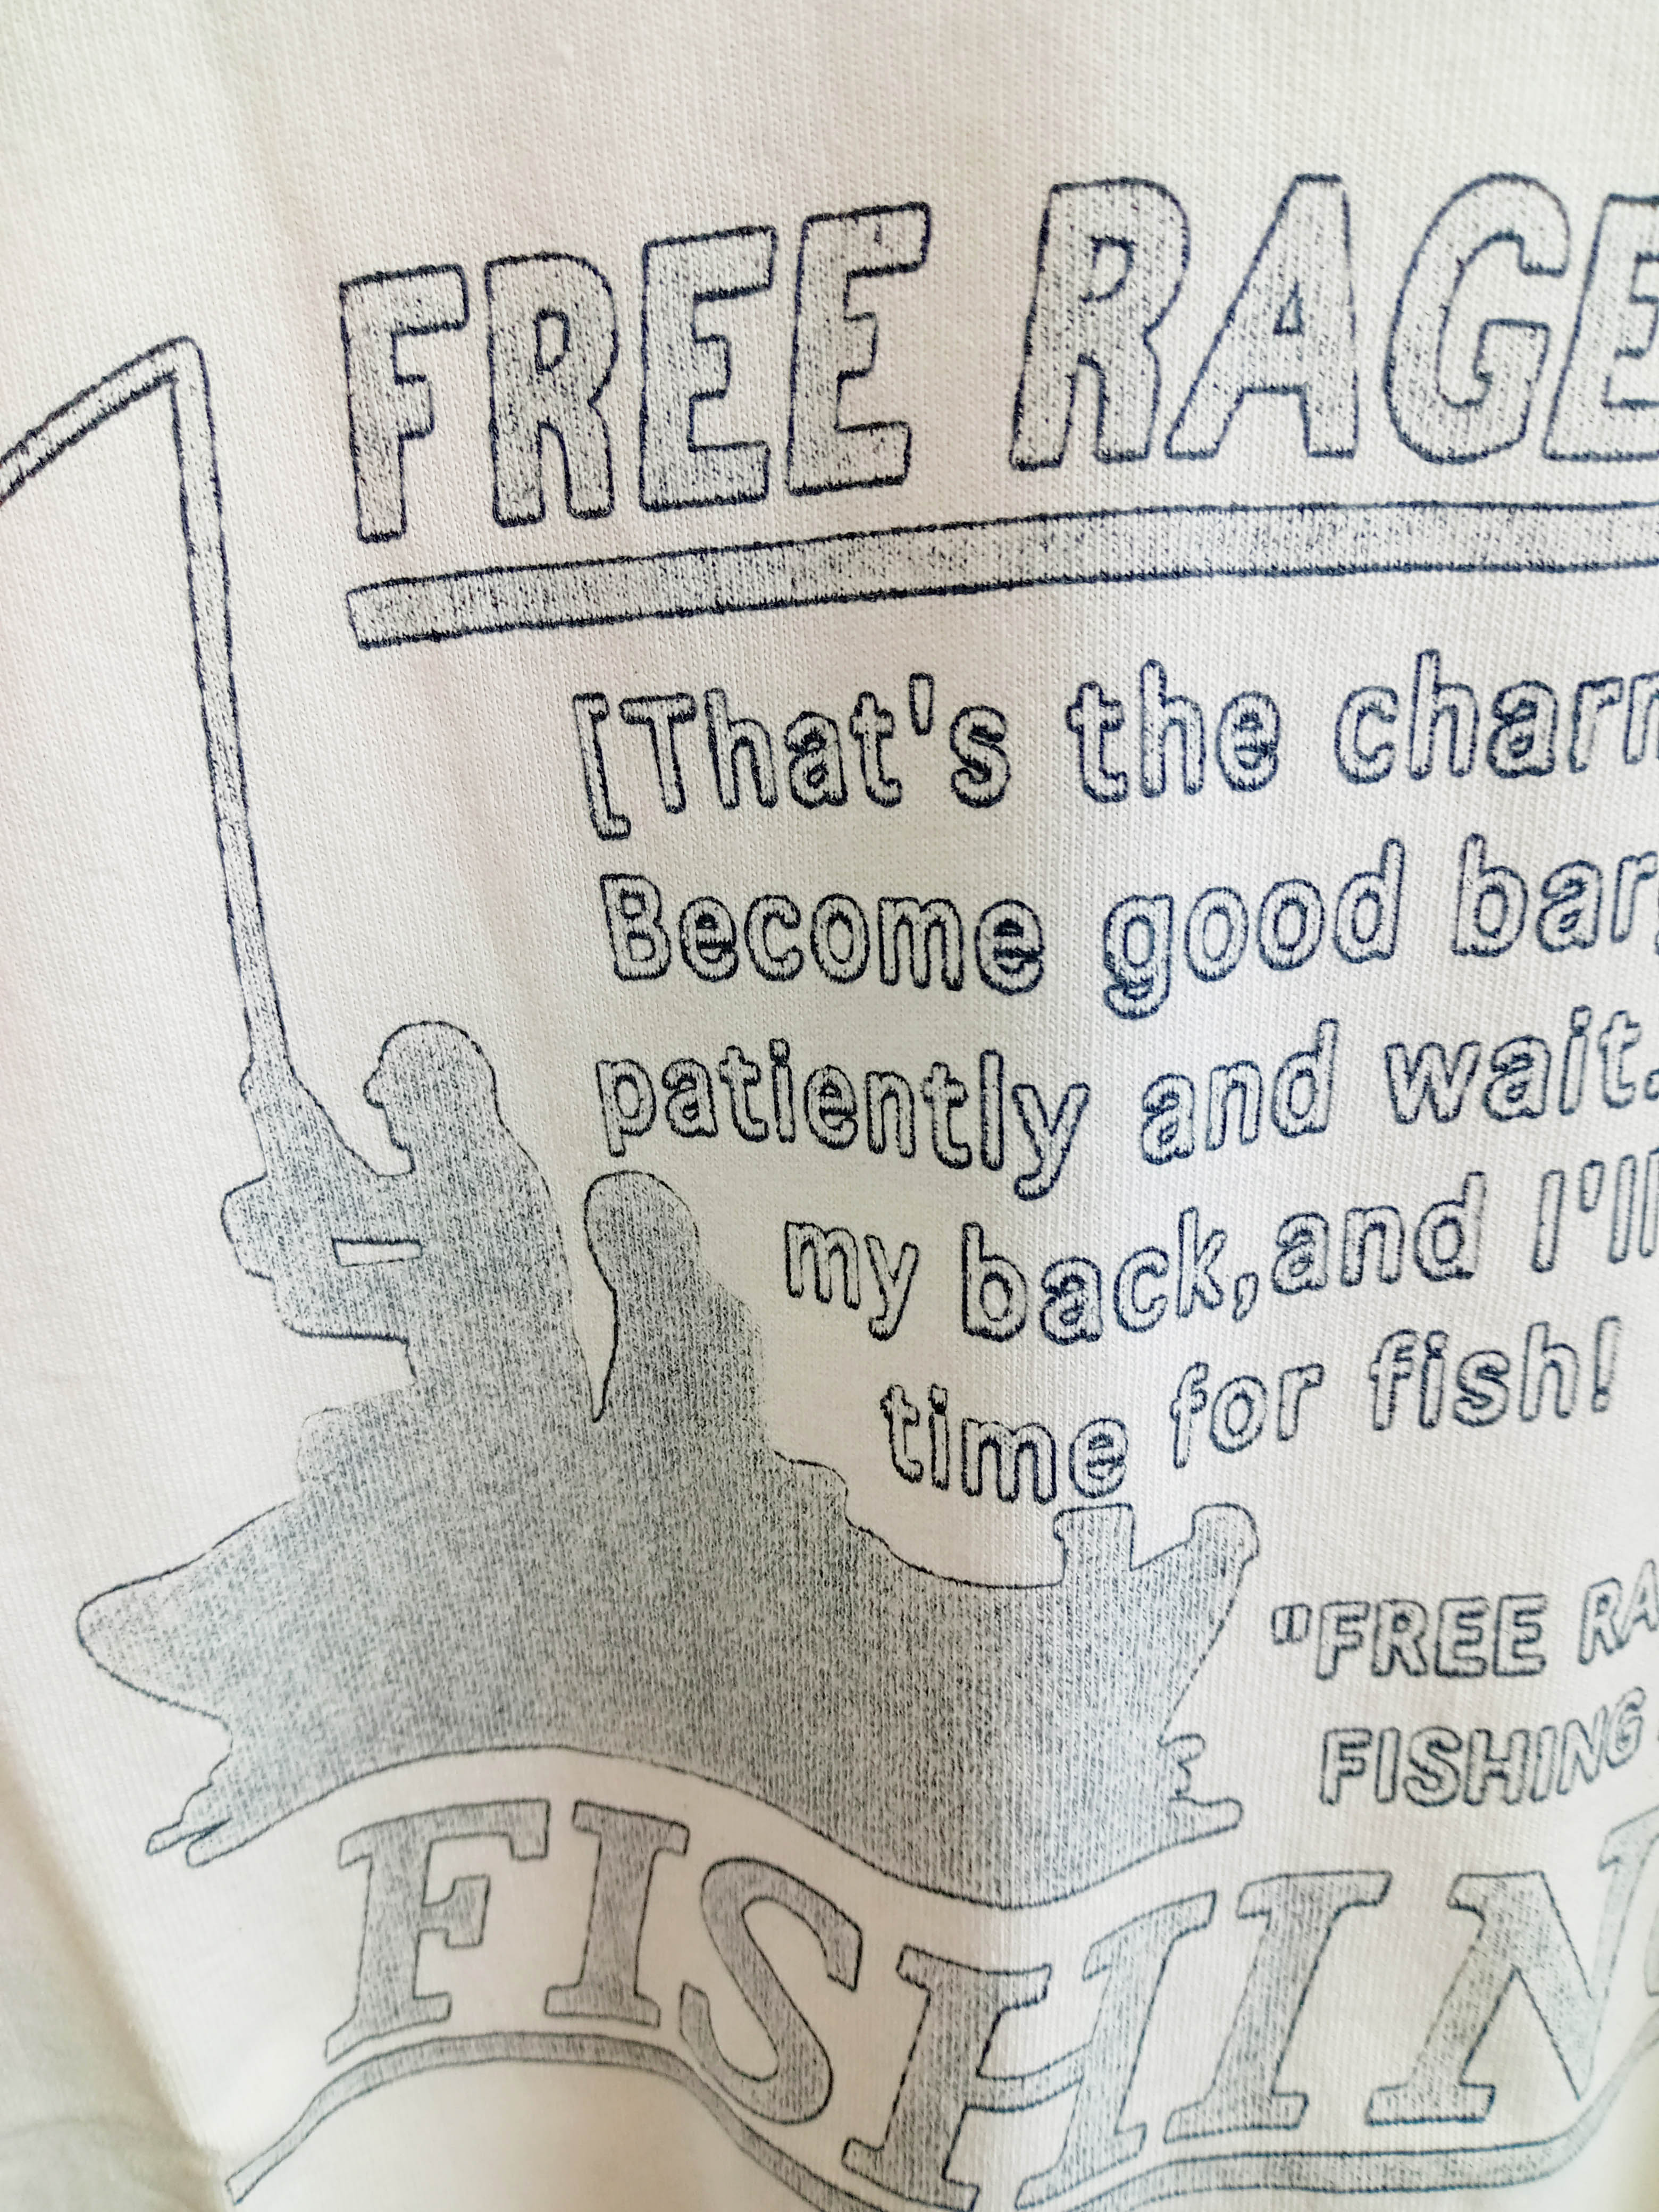 FREE RAGE
[That's the charm
Become good barg
patiently and wait.
my back, and I'll
time for fish!
"FREE RA
FISHING
FISHIN